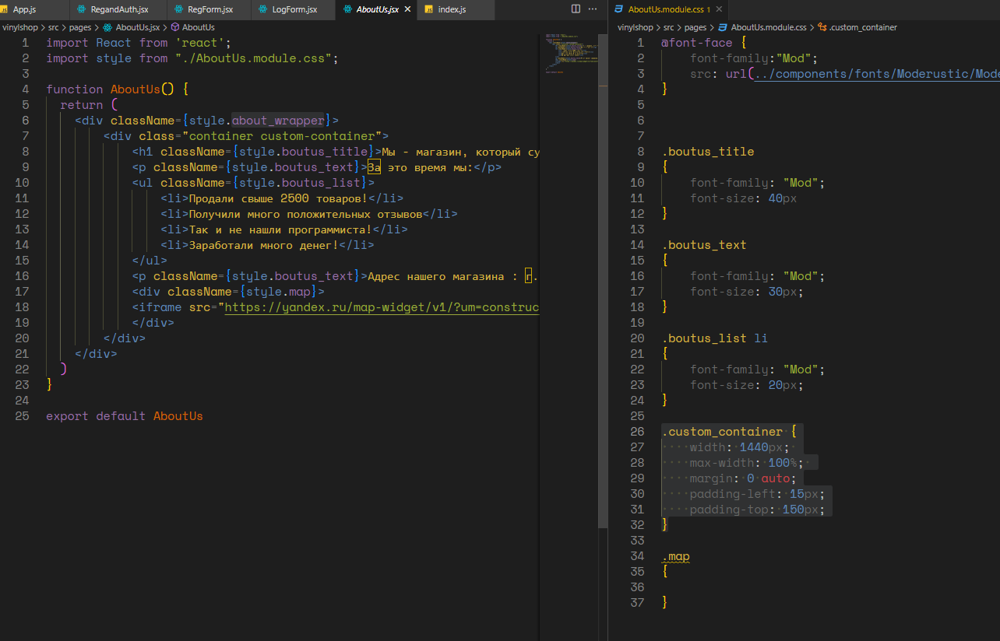 App.js RegandAuth.jsx RegForm.jsx LogForm.jsx AboutUs.jsx index.js
vinylshop > src > pages > AboutUs.jsx > AboutUs
1 import React from 'react';
2 import style from "./AboutUs.module.css";
3
4 function AboutUs() {
5 return (
6 <div className={style.about_wrapper}>
7 <div class="container custom-container">
8 <h1 className={style.boutus_title}>Мы - магазин, который су
9 <p className={style.boutus_text}>За это время мы:</p>
10 <ul className={style.boutus_list}>
11 <li>Продали свыше 2500 товаров!</li>
12 <li>Получили много положительных отзывов</li>
13 <li>Так и не нашли программиста!</li>
14 <li>Заработали много денег!</li>
15 </ul>
16 <p className={style.boutus_text}>Адрес нашего магазина : г.
17 <div className={style.map}>
18 <iframe src="https://yandex.ru/map-widget/v1/?um=construc
19 </div>
20 </div>
21 </div>
22 )
23 }
24
25 export default AboutUs
AboutUs.module.css 1
vinylshop > src > pages > AboutUs.module.css > .custom_container
1 @font-face {
2 font-family:"Mod";
3 src: url(../components/fonts/Moderustic/Mode
4 }
5
6
7
8 .boutus_title
9 {
10 font-family: "Mod";
11 font-size: 40px
12 }
13
14 .boutus_text
15 {
16 font-family: "Mod";
17 font-size: 30px;
18 }
19
20 .boutus_list li
21 {
22 font-family: "Mod";
23 font-size: 20px;
24 }
25
26 .custom_container {
27 width: 1440px;
28 max-width: 100%;
29 margin: 0 auto;
30 padding-left: 15px;
31 padding-top: 150px;
32 }
33
34 .map
35 {
36
37 }